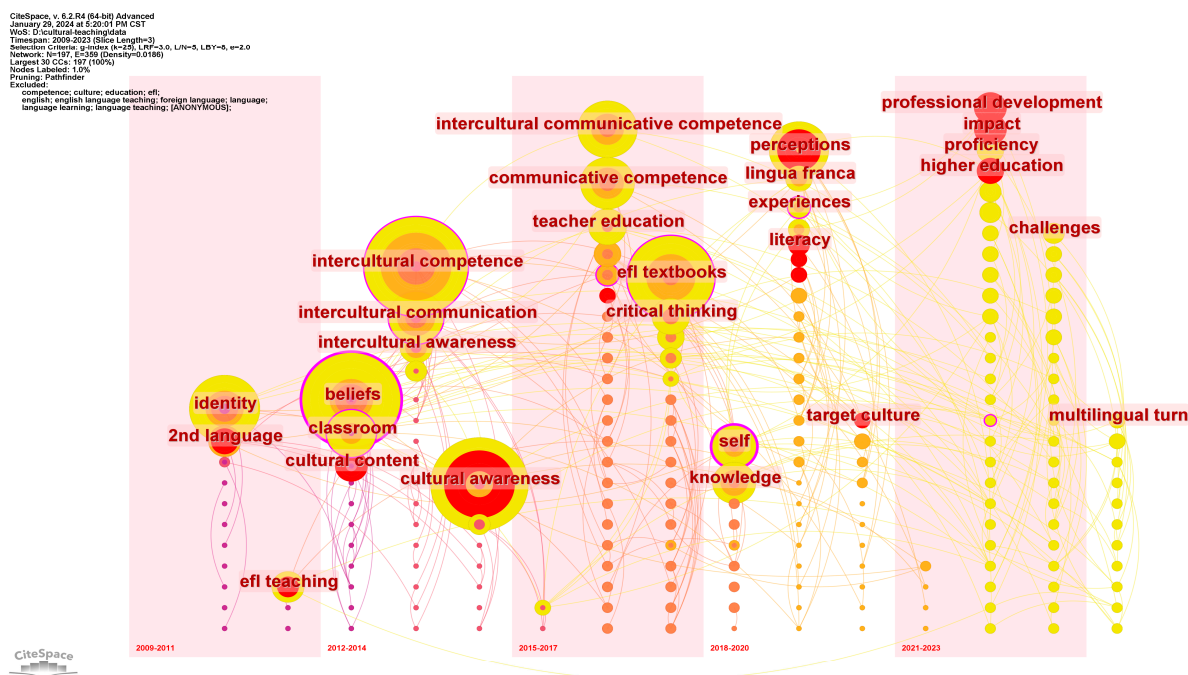 CiteSpace, v. 6.2.R4 (64-bit) Advanced
January 29, 2024 at 5:20:01 PM CST
WoS: D:\cultural-teaching\data
Timespan: 2009-2023 (Slice Length=3)
Selection Criteria: g-index (k=25), LRF=3.0, L/N=5, LBY=8, e=2.0
Network: N=197, E=359 (Density=0.0186)
Largest 30 CCs: 197 (100%)
Nodes Labeled: 1.0%
Pruning: Pathfinder
Excluded:
competence; culture; education; efl;
english; english language teaching; foreign language; language;
language learning; language teaching; [ANONYMOUS];
professional development
intercultural communicative competence
impact
perceptions
proficiency
higher education
lingua franca
communicative competence
experiences
teacher education
challenges
literacy
intercultural competence
efl textbooks
intercultural communication
critical thinking
intercultural awareness
beliefs
identity
target culture
multilingual turn
classroom
2nd language
self
cultural content
cultural awareness
knowledge
efl teaching
2009-2011
2012-2014
2015-2017
2018-2020
2021-2023
CiteSpace